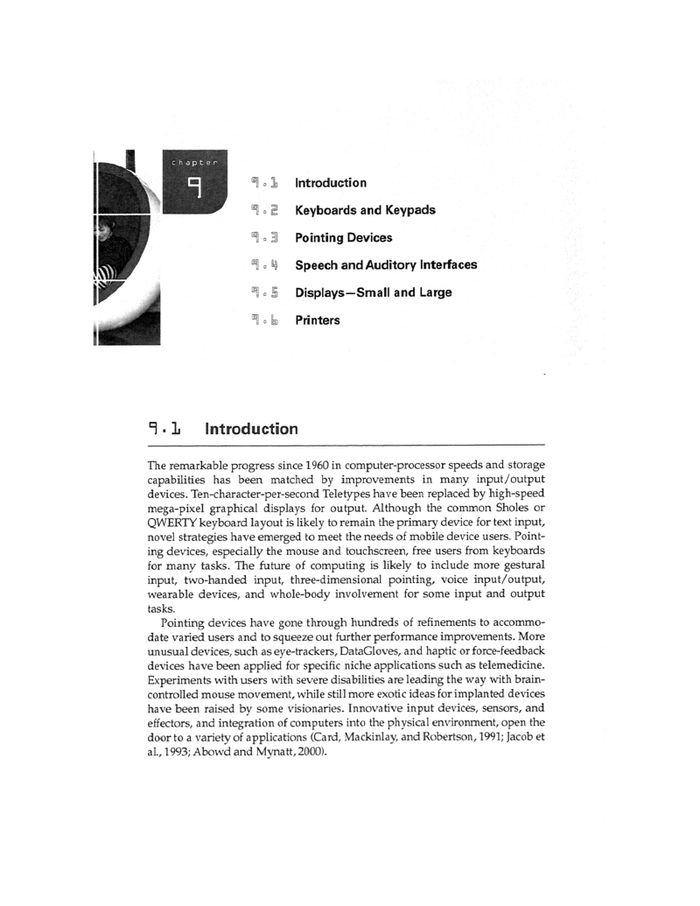 chapter
9
9.1 Introduction
9.2 Keyboards and Keypads
9.3 Pointing Devices
9.4 Speech and Auditory Interfaces
9.5 Displays—Small and Large
9.6 Printers
9.1 Introduction
The remarkable progress since 1960 in computer-processor speeds and storage
capabilities has been matched by improvements in many input/output
devices. Ten-character-per-second Teletypes have been replaced by high-speed
mega-pixel graphical displays for output. Although the common Sholes or
QWERTY keyboard layout is likely to remain the primary device for text input,
novel strategies have emerged to meet the needs of mobile device users. Point-
ing devices, especially the mouse and touchscreen, free users from keyboards
for many tasks. The future of computing is likely to include more gestural
input, two-handed input, three-dimensional pointing, voice input/output,
wearable devices, and whole-body involvement for some input and output
tasks.
Pointing devices have gone through hundreds of refinements to accommo-
date varied users and to squeeze out further performance improvements. More
unusual devices, such as eye-trackers, DataGloves, and haptic or force-feedback
devices have been applied for specific niche applications such as telemedicine.
Experiments with users with severe disabilities are leading the way with brain-
controlled mouse movement, while still more exotic ideas for implanted devices
have been raised by some visionaries. Innovative input devices, sensors, and
effectors, and integration of computers into the physical environment, open the
door to a variety of applications (Card, Mackinlay, and Robertson, 1991; Jacob et
al., 1993; Abowd and Mynatt, 2000).